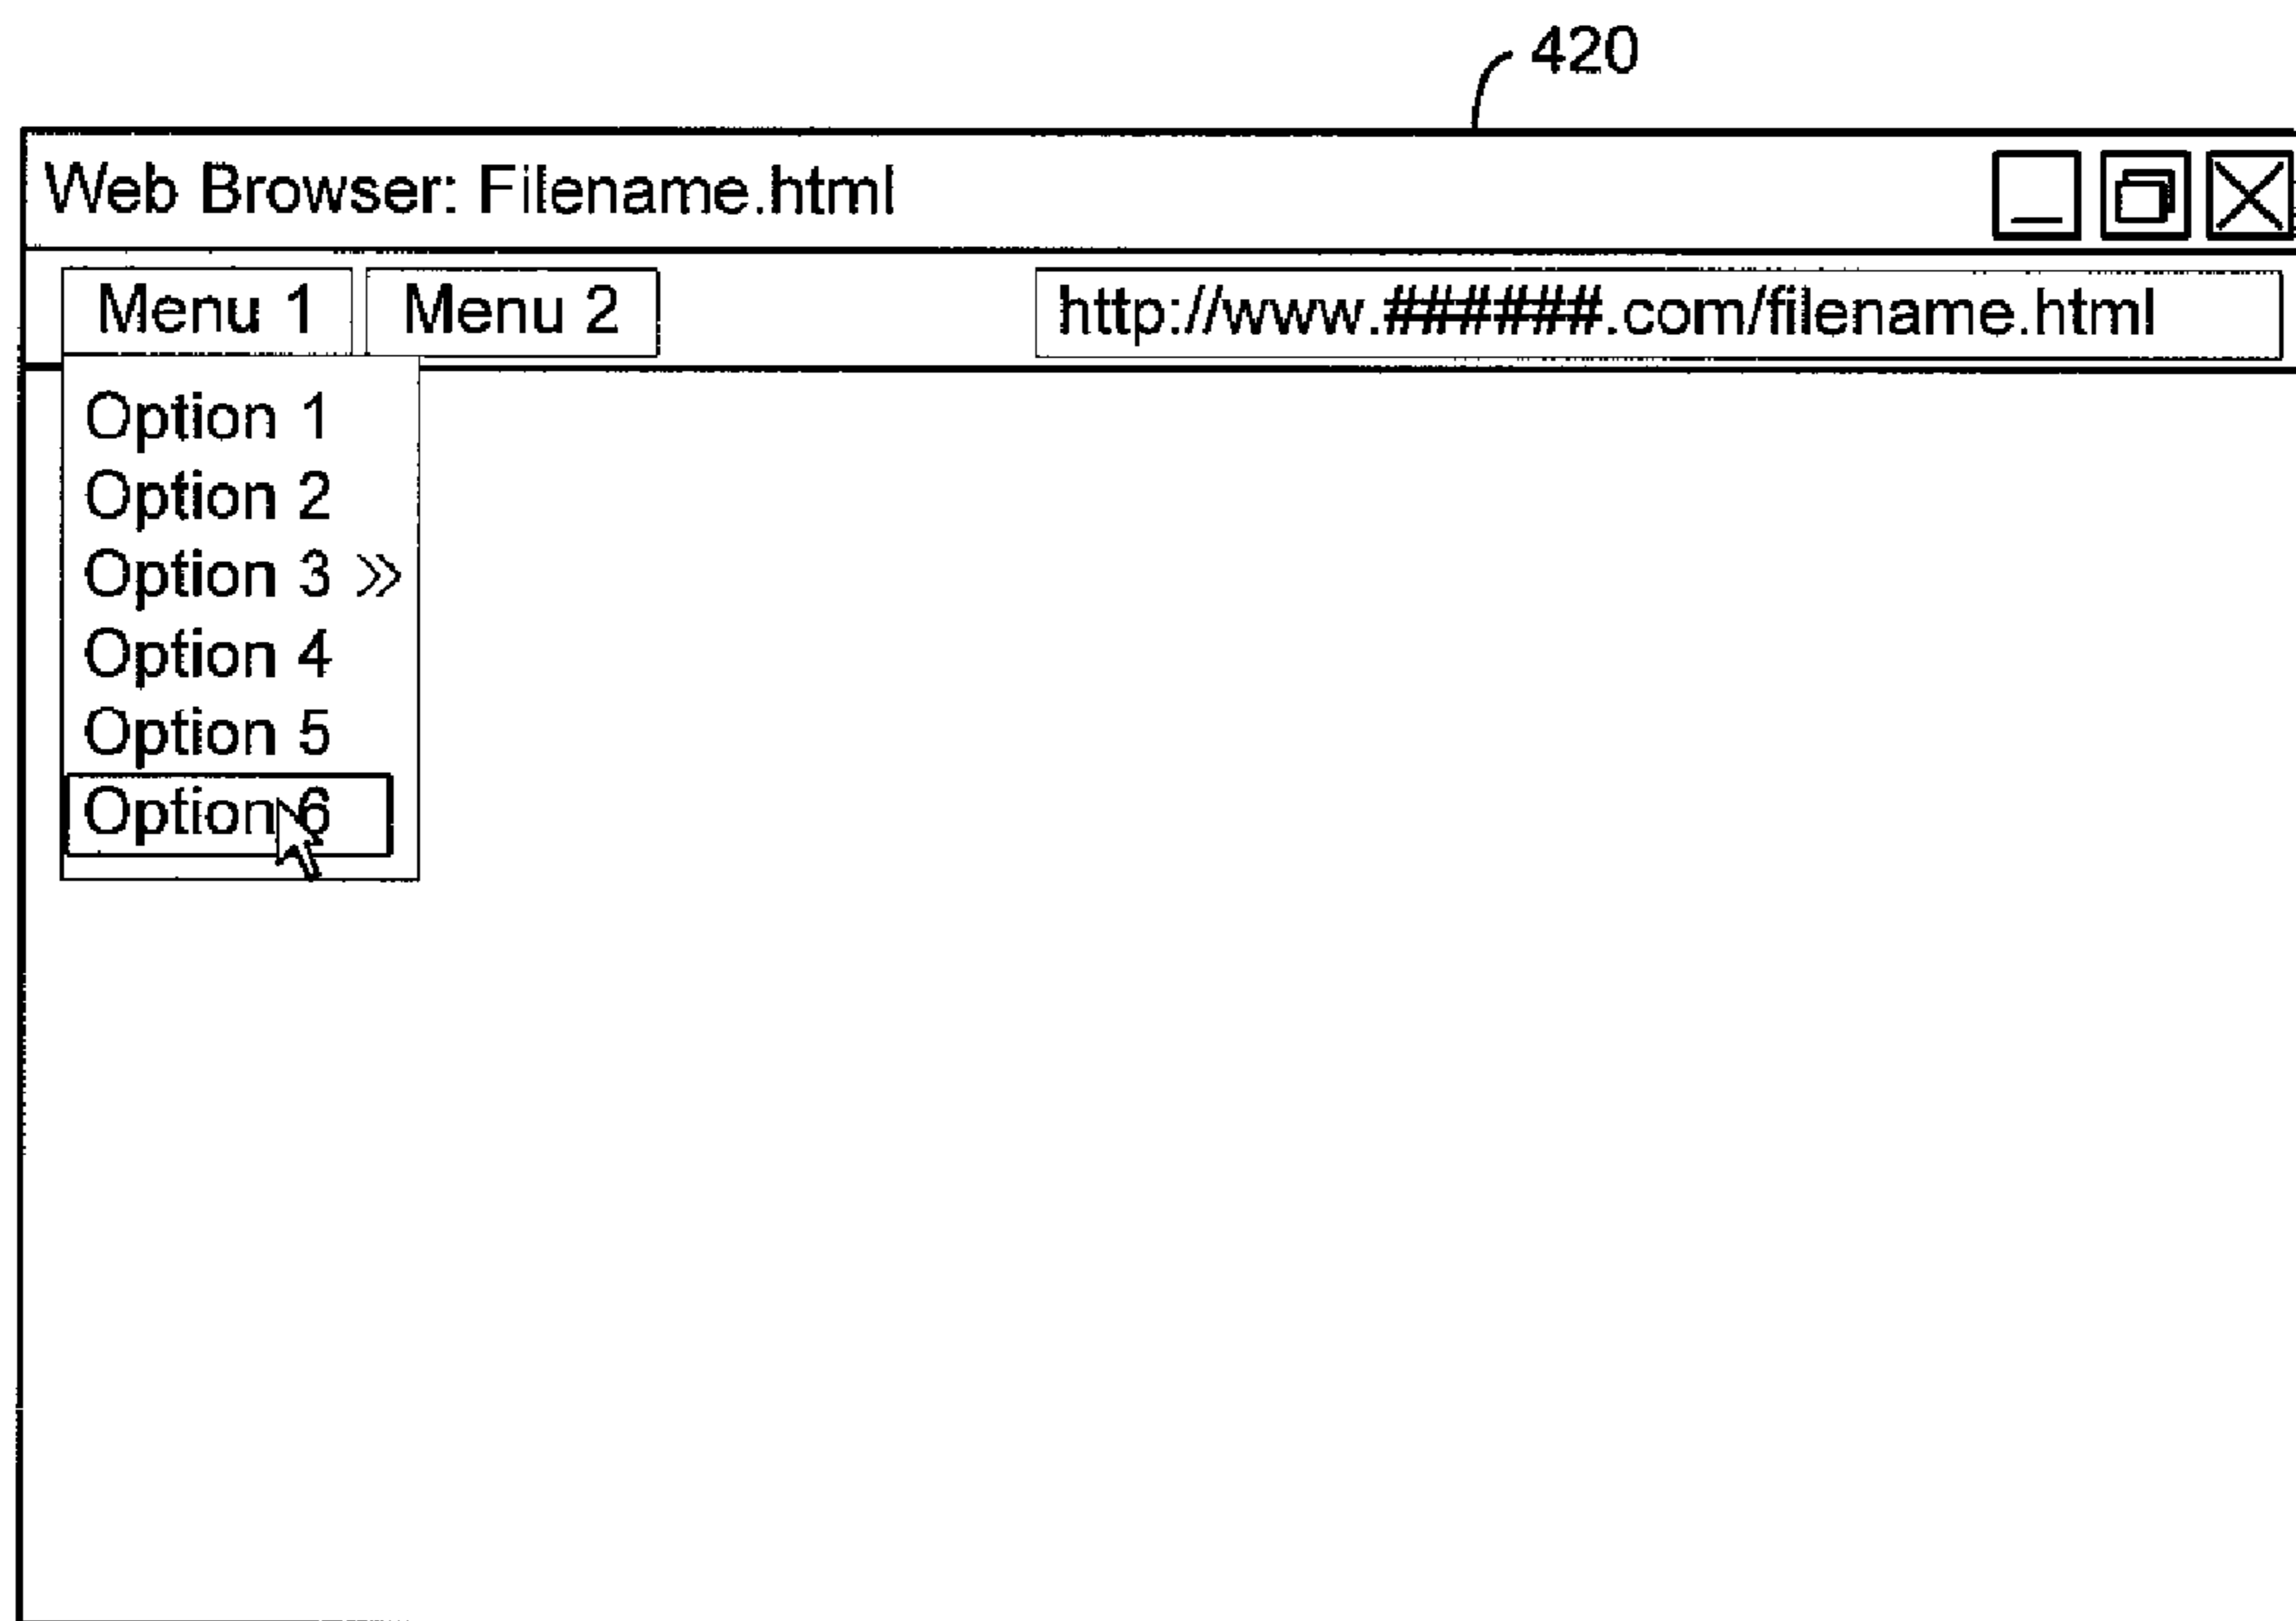 420
Web Browser: Filename.html
Menu 1 Menu 2 http://www.######.com/filename.html
Option 1
Option 2
Option 3 »
Option 4
Option 5
Option 6